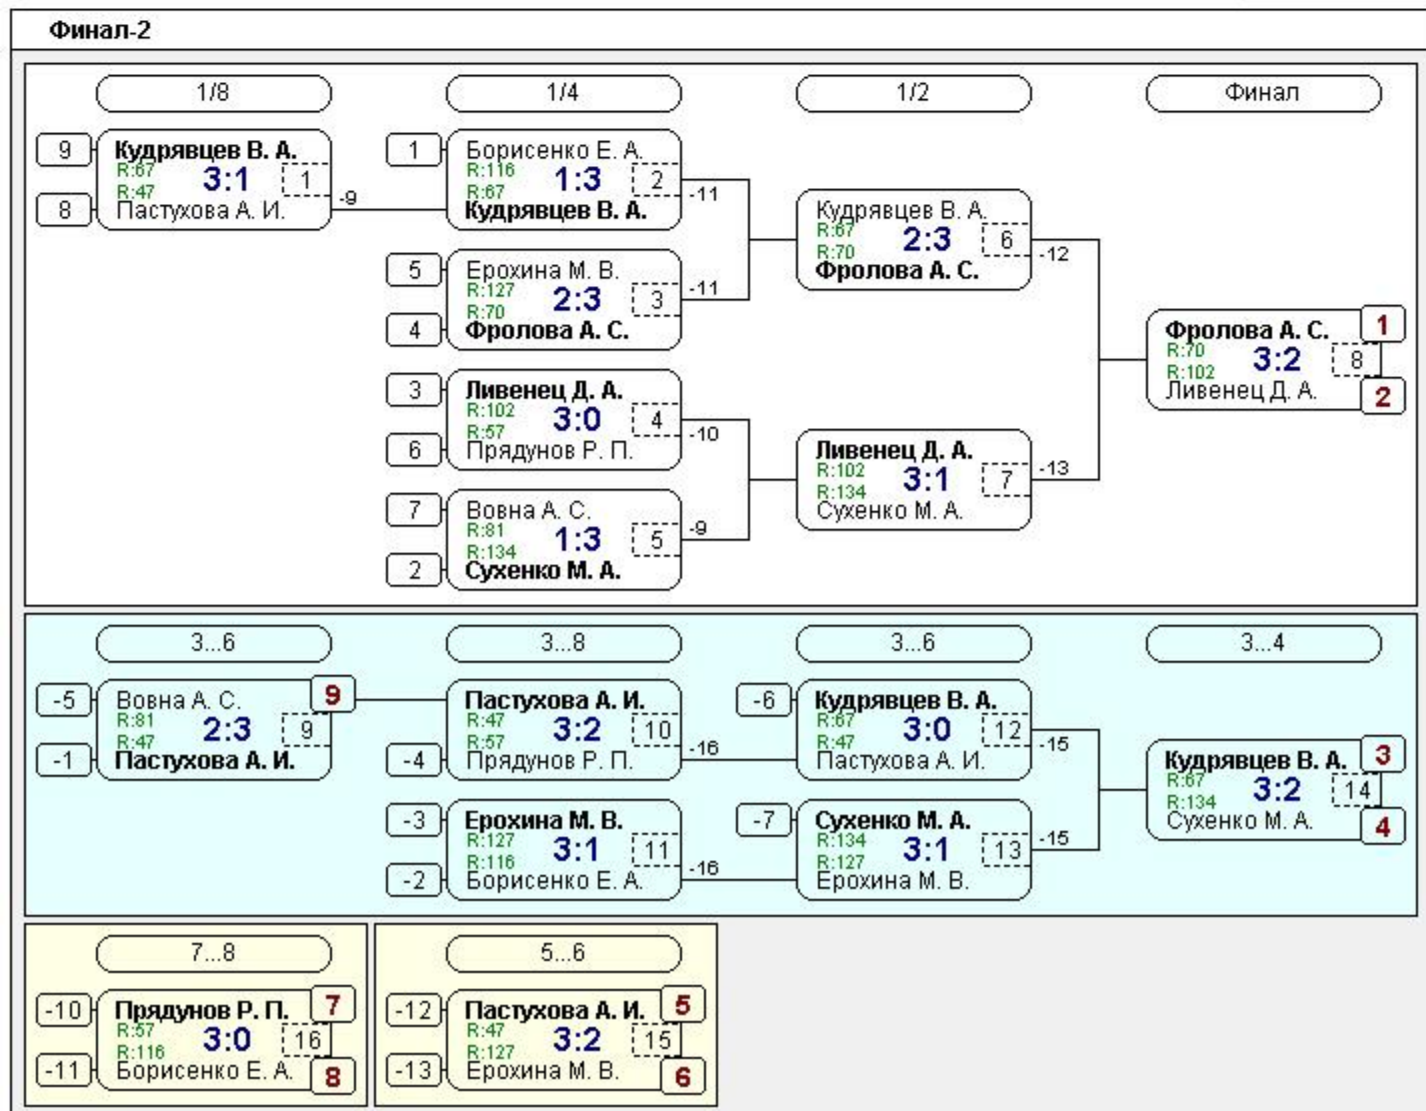 Финал-2
1/8 1/4 1/2 Финал
9 Кудрявцев В. А. 1 Борисенко Е. А.
R:67 3:1 1 R:116 1:3 2
R:47 -9 R:67 -11
8 Пастухова А. И. Кудрявцев В. А. Кудрявцев В. А.
R:67 2:3 6
R:70 -12
5 Ерохина М. В. Фролова А. С.
R:127 2:3 3 -11
R:70
4 Фролова А. С. Фролова А. С. 1
R:70 3:2 8
R:102
3 Ливенец Д. А. Ливенец Д. А. 2
R:102 3:0 4
R:57 -10
6 Прядунов Р. П. Ливенец Д. А.
R:102 3:1 7 -13
R:134
7 Вовна А. С. Сухенко М. А.
R:81 1:3 5 -9
R:134
2 Сухенко М. А.
3...6 3...8 3...6 3...4
-5 Вовна А. С. 9 Пастухова А. И. -6 Кудрявцев В. А.
R:81 2:3 9 R:47 3:2 10 R:67 3:0 12
R:47 R:57 -16 R:47 -15
-1 Пастухова А. И. -4 Прядунов Р. П. Пастухова А. И. Кудрявцев В. А. 3
R:67 3:2 14
R:134
-3 Ерохина М. В. -7 Сухенко М. А. Сухенко М. А. 4
R:127 3:1 11 R:134 3:1 13 -15
R:116 -16 R:127
-2 Борисенко Е. А. Ерохина М. В.
7...8 5...6
-10 Прядунов Р. П. 7 -12 Пастухова А. И. 5
R:57 3:0 16 R:47 3:2 15
R:116 R:127
-11 Борисенко Е. А. 8 -13 Ерохина М. В. 6